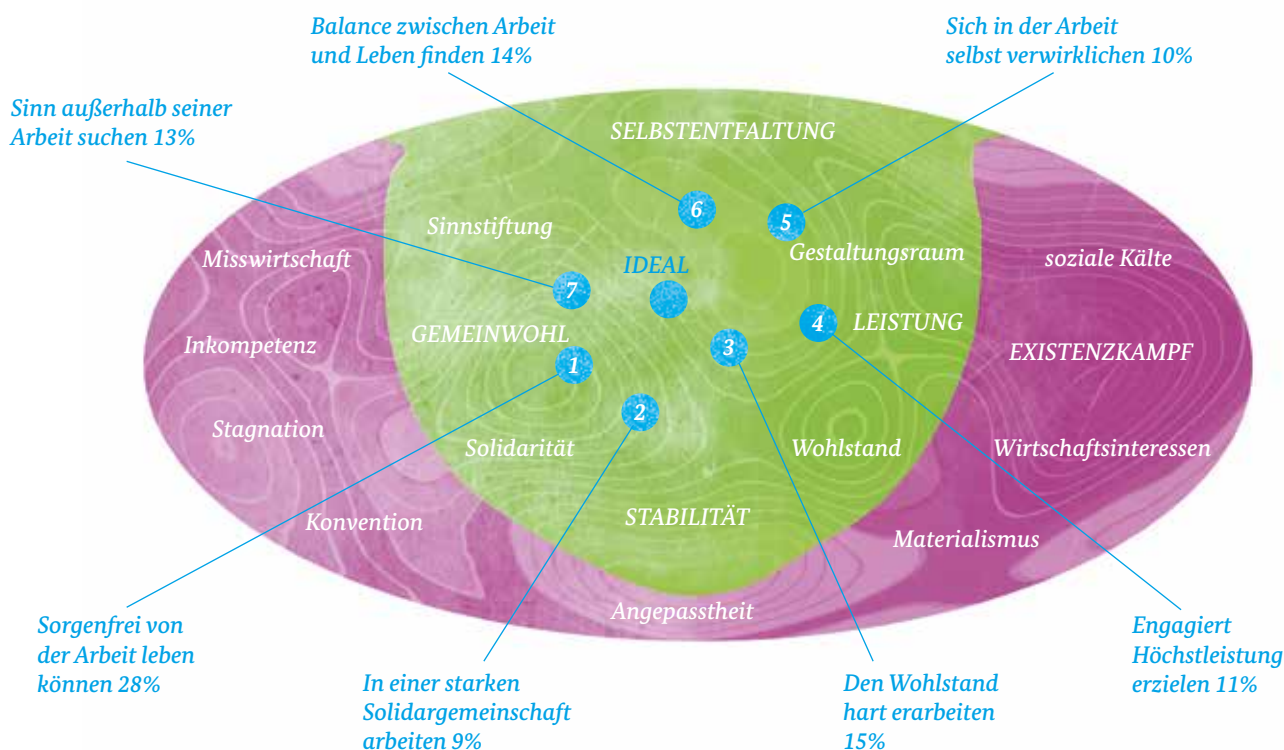 Balance zwischen Arbeit
und Leben finden 14%
Sich in der Arbeit
selbst verwirklichen 10%
Sinn außerhalb seiner
Arbeit suchen 13%
SELBSTENTFALTUNG
6
5
Sinnstiftung
Gestaltungsraum
Misswirtschaft
soziale Kälte
IDEAL
7
4
LEISTUNG
GEMEINWOHL
3
Inkompetenz
EXISTENZKAMPF
1
2
Stagnation
Solidarität
Wohlstand
Wirtschaftsinteressen
Konvention
STABILITÄT
Materialismus
Angepasstheit
Sorgenfrei von
der Arbeit leben
können 28%
In einer starken
Solidargemeinschaft
arbeiten 9%
Den Wohlstand
hart erarbeiten
15%
Engagiert
Höchstleistung
erzielen 11%